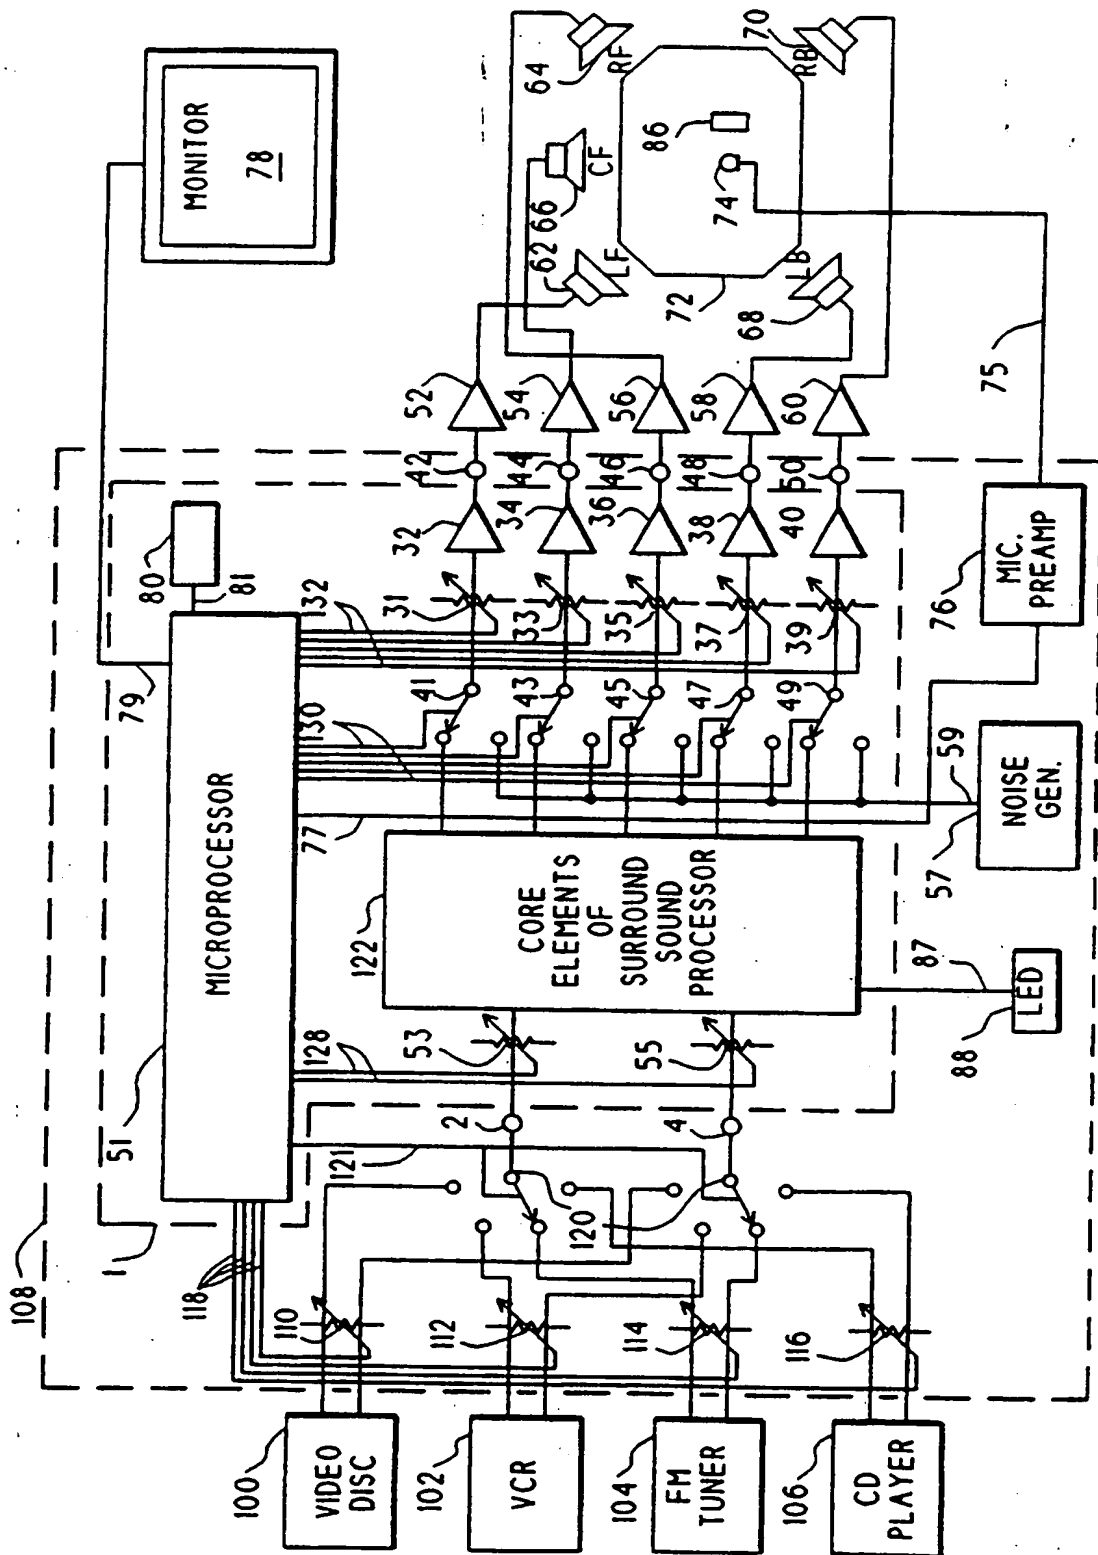 MONITOR
78
108
1
51
MICROPROCESSOR
79
80
81
118
121
128
77
130
132
100
VIDEO
DISC
102
VCR
104
FM
TUNER
106
CD
PLAYER
110
112
114
116
120
2
4
53
55
122
CORE
ELEMENTS
OF
SURROUND
SOUND
PROCESSOR
87
88
LED
41
43
45
47
49
31
33
35
37
39
32
34
36
38
40
42
44
46
48
50
52
54
56
58
60
62
LF
66
CF
64
RF
68
LB
70
RB
72
74
86
75
76
MIC.
PREAMP
57
59
NOISE
GEN.